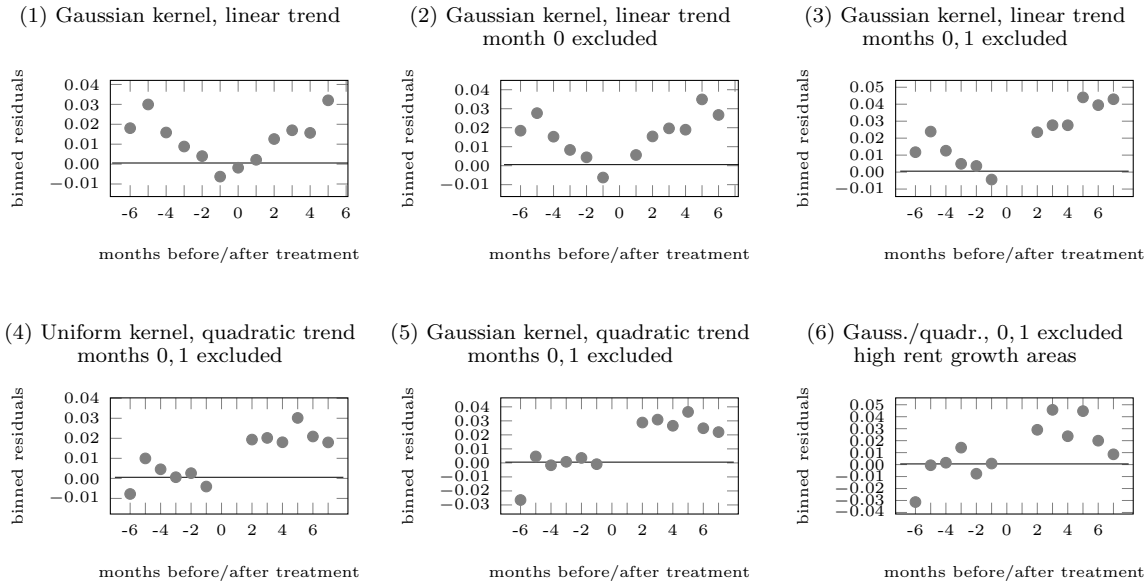 (1) Gaussian kernel, linear trend
binned residuals
0.04
0.03
0.02
0.01
0.00
−0.01
-6 -4 -2 0 2 4 6
months before/after treatment
(2) Gaussian kernel, linear trend
month 0 excluded
binned residuals
0.04
0.03
0.02
0.01
0.00
−0.01
-6 -4 -2 0 2 4 6
months before/after treatment
(3) Gaussian kernel, linear trend
months 0, 1 excluded
binned residuals
0.05
0.04
0.03
0.02
0.01
0.00
−0.01
-6 -4 -2 0 2 4 6
months before/after treatment
(4) Uniform kernel, quadratic trend
months 0, 1 excluded
binned residuals
0.04
0.03
0.02
0.01
0.00
−0.01
-6 -4 -2 0 2 4 6
months before/after treatment
(5) Gaussian kernel, quadratic trend
months 0, 1 excluded
binned residuals
0.04
0.03
0.02
0.01
0.00
−0.01
−0.02
−0.03
-6 -4 -2 0 2 4 6
months before/after treatment
(6) Gauss./quadr., 0, 1 excluded
high rent growth areas
binned residuals
0.05
0.04
0.03
0.02
0.01
0.00
−0.01
−0.02
−0.03
−0.04
-6 -4 -2 0 2 4 6
months before/after treatment